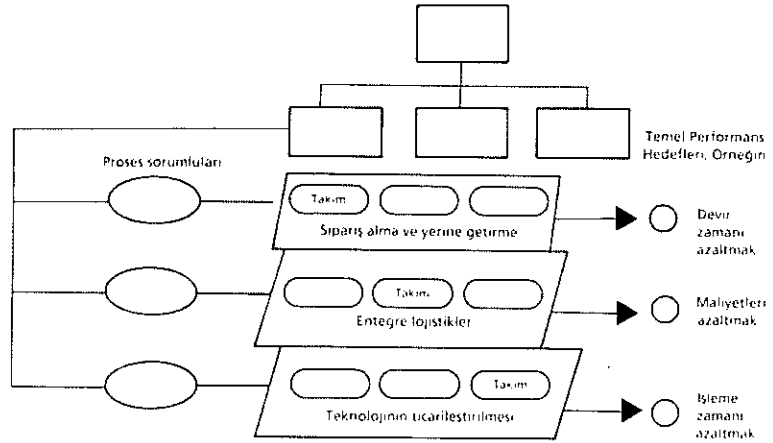 Temel Performans
Hedefleri, Örneğin
Proses sorumluları
Takım
Sipariş alma ve yerine getirme
Devir
zamanı
azaltmak
Takım
Entegre lojistikler
Maliyetleri
azaltmak
Takım
Teknolojinin ticarileştirilmesi
İşleme
zamanı
azaltmak